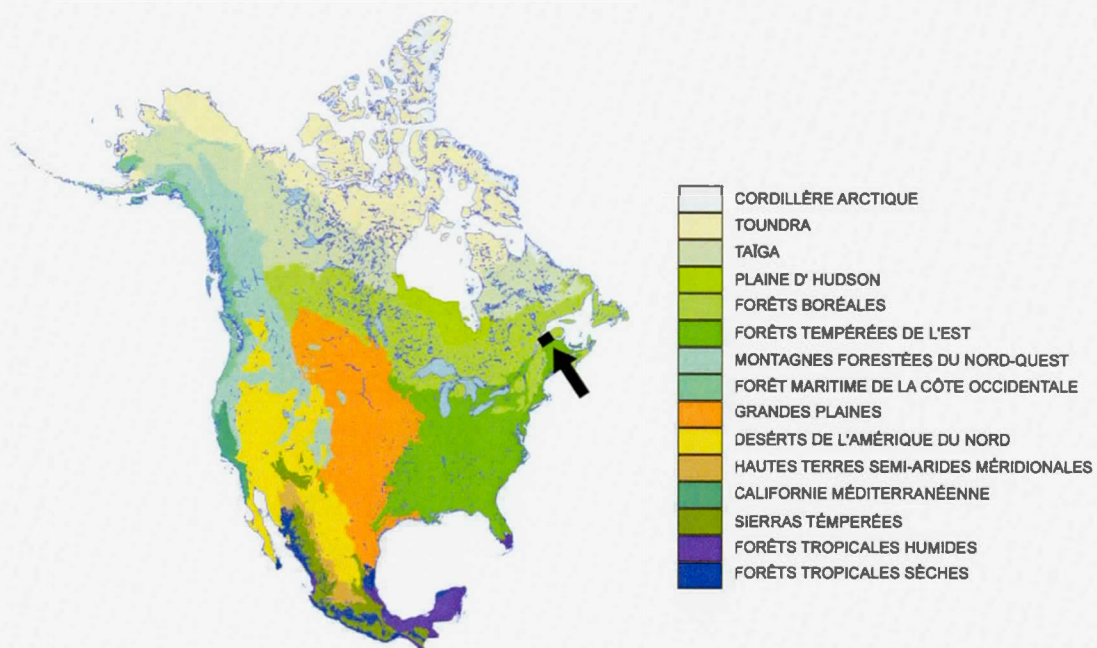 CORDILLÈRE ARCTIQUE
TOUNDRA
TAÏGA
PLAINE D' HUDSON
FORÊTS BORÉALES
FORÊTS TEMPÉRÉES DE L'EST
MONTAGNES FORESTÉES DU NORD-QUEST
FORÊT MARITIME DE LA CÔTE OCCIDENTALE
GRANDES PLAINES
DESÉRTS DE L'AMÉRIQUE DU NORD
HAUTES TERRES SEMI-ARIDES MÉRIDIONALES
CALIFORNIE MÉDITERRANÉENNE
SIERRAS TÉMPERÉES
FORÊTS TROPICALES HUMIDES
FORÊTS TROPICALES SÈCHES